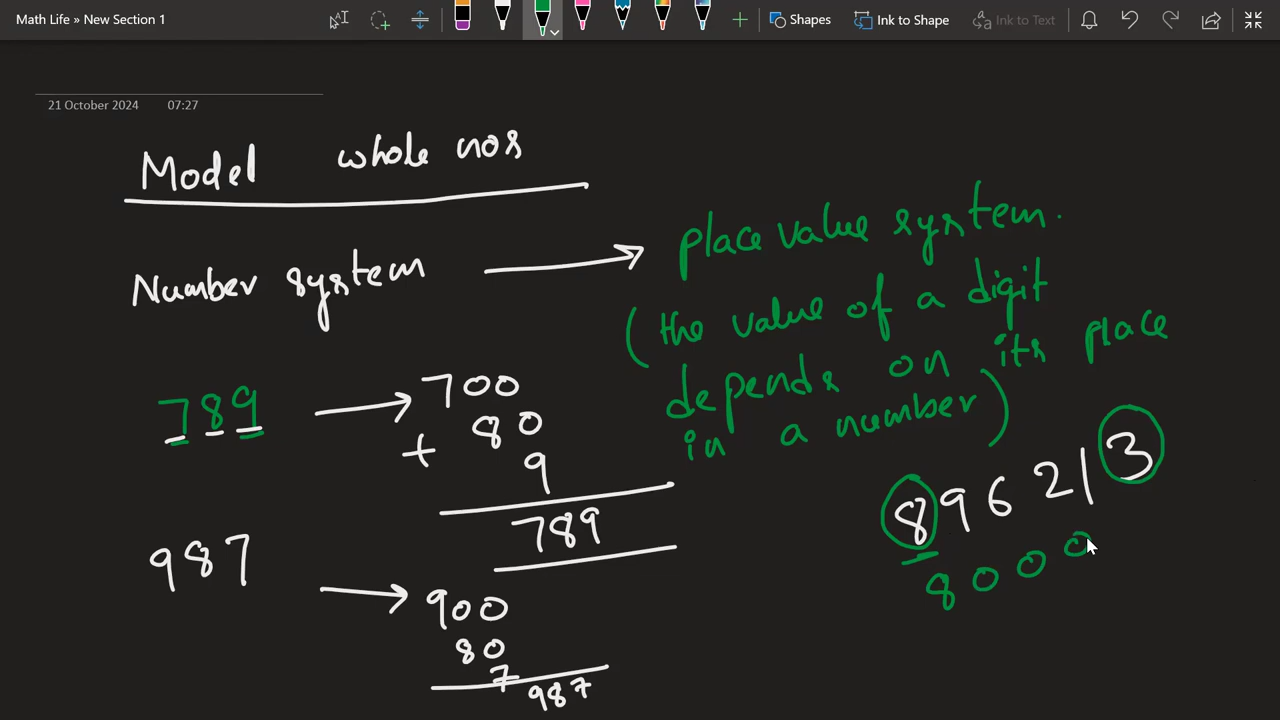 Math Life » New Section 1
Shapes
Ink to Shape
Ink to Text
21 October 2024 07:27
Model whole nos
Number system
place value system.
(the value of a digit
depends on its place
in a number)
789
700
+ 80
9
789
987
900
80
7
987
896213
8000